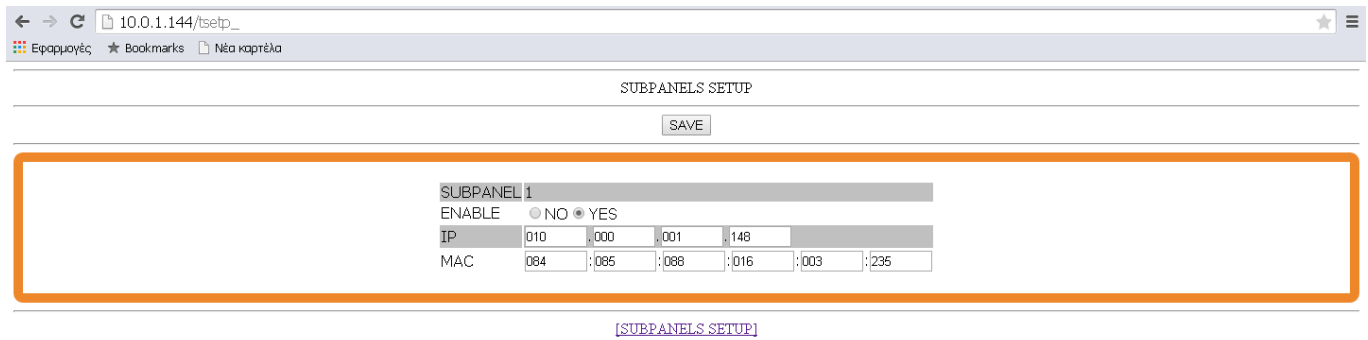 10.0.1.144/tsetp_
Εφαρμογές Bookmarks Νέα καρτέλα
SUBPANELS SETUP
SAVE
SUBPANEL 1
ENABLE NO YES
IP 010 . 000 . 001 . 148
MAC 084 : 085 : 088 : 016 : 003 : 235
[SUBPANELS SETUP]